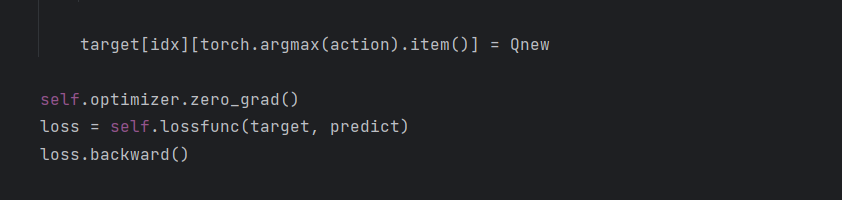 target[idx][torch.argmax(action).item()] = Qnew
self.optimizer.zero_grad()
loss = self.lossfunc(target, predict)
loss.backward()